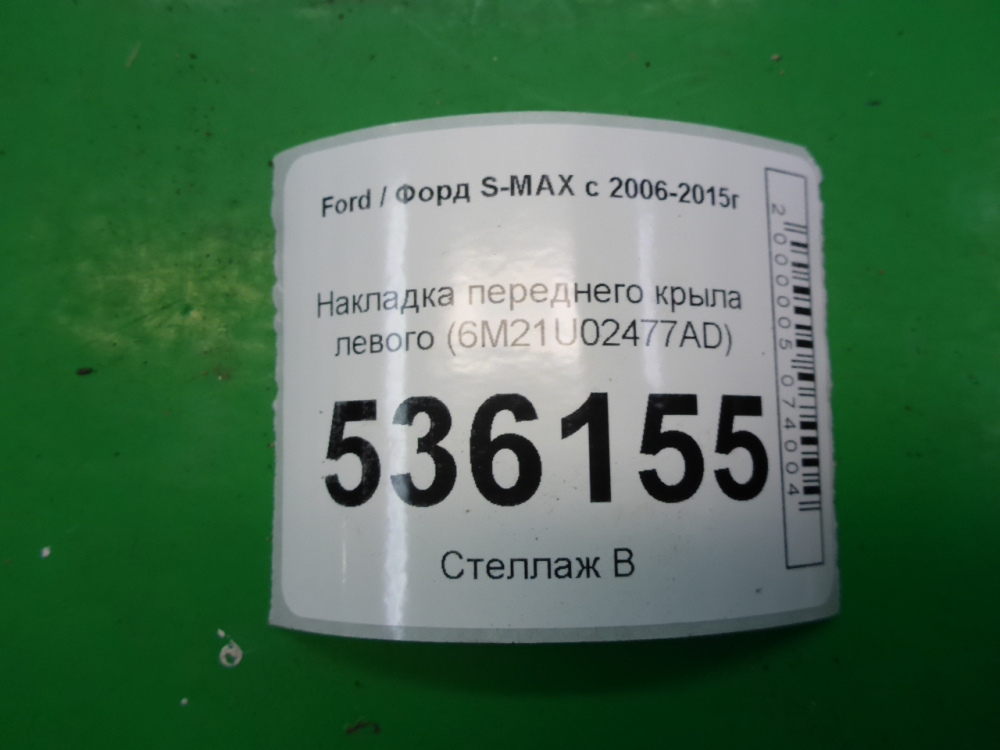 Ford / Форд S-MAX с 2006-2015г
Накладка переднего крыла
левого (6M21U02477AD)
536155
Стеллаж В
2000005074004